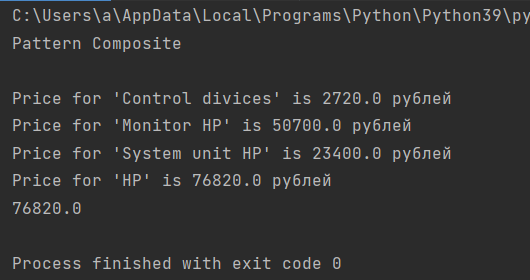 C:\Users\a\AppData\Local\Programs\Python\Python39\py
Pattern Composite
Price for 'Control divices' is 2720.0 рублей
Price for 'Monitor HP' is 50700.0 рублей
Price for 'System unit HP' is 23400.0 рублей
Price for 'HP' is 76820.0 рублей
76820.0
Process finished with exit code 0